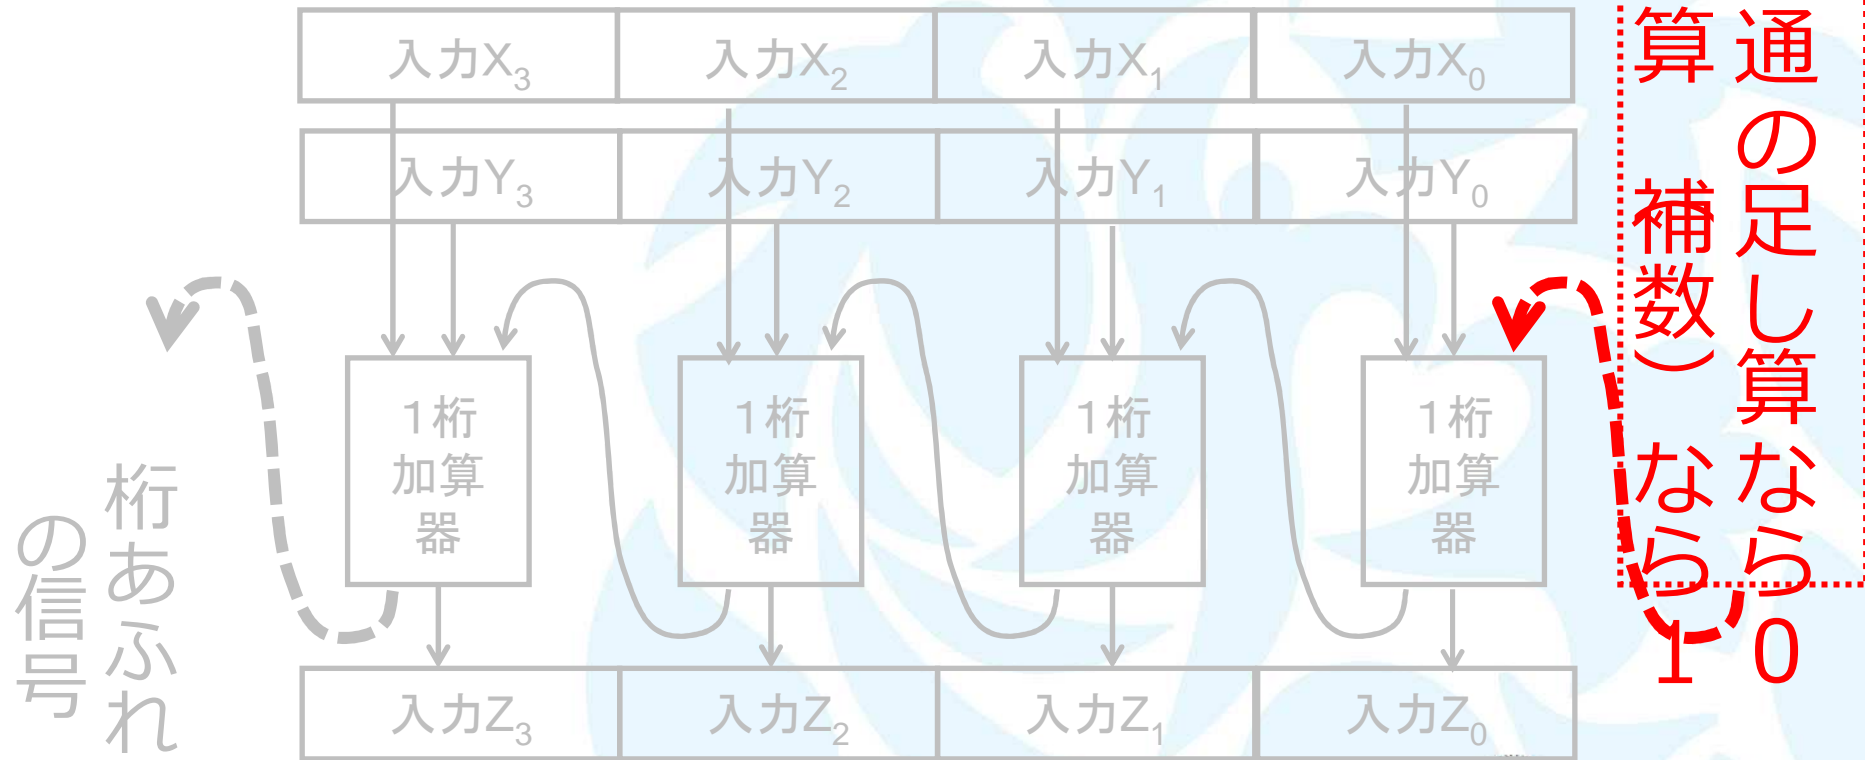 入力X₃ 入力X₂ 入力X₁ 入力X₀
入力Y₃ 入力Y₂ 入力Y₁ 入力Y₀
1桁
加算
器
1桁
加算
器
1桁
加算
器
1桁
加算
器
入力Z₃ 入力Z₂ 入力Z₁ 入力Z₀
通の足し算なら0
算(補数)なら1
桁あふれ
の信号